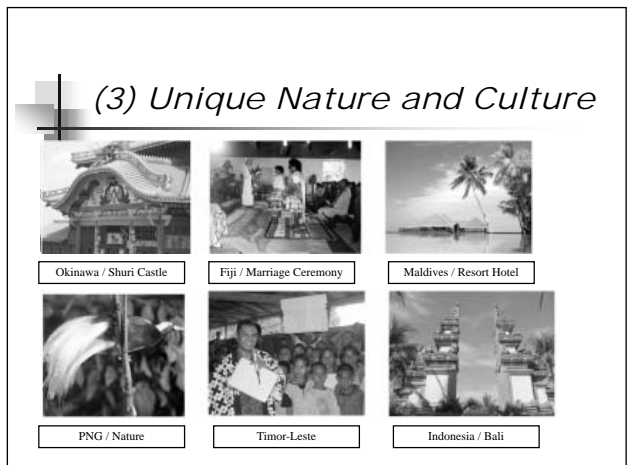 (3) Unique Nature and Culture
Okinawa / Shuri Castle
Fiji / Marriage Ceremony
Maldives / Resort Hotel
PNG / Nature
Timor-Leste
Indonesia / Bali